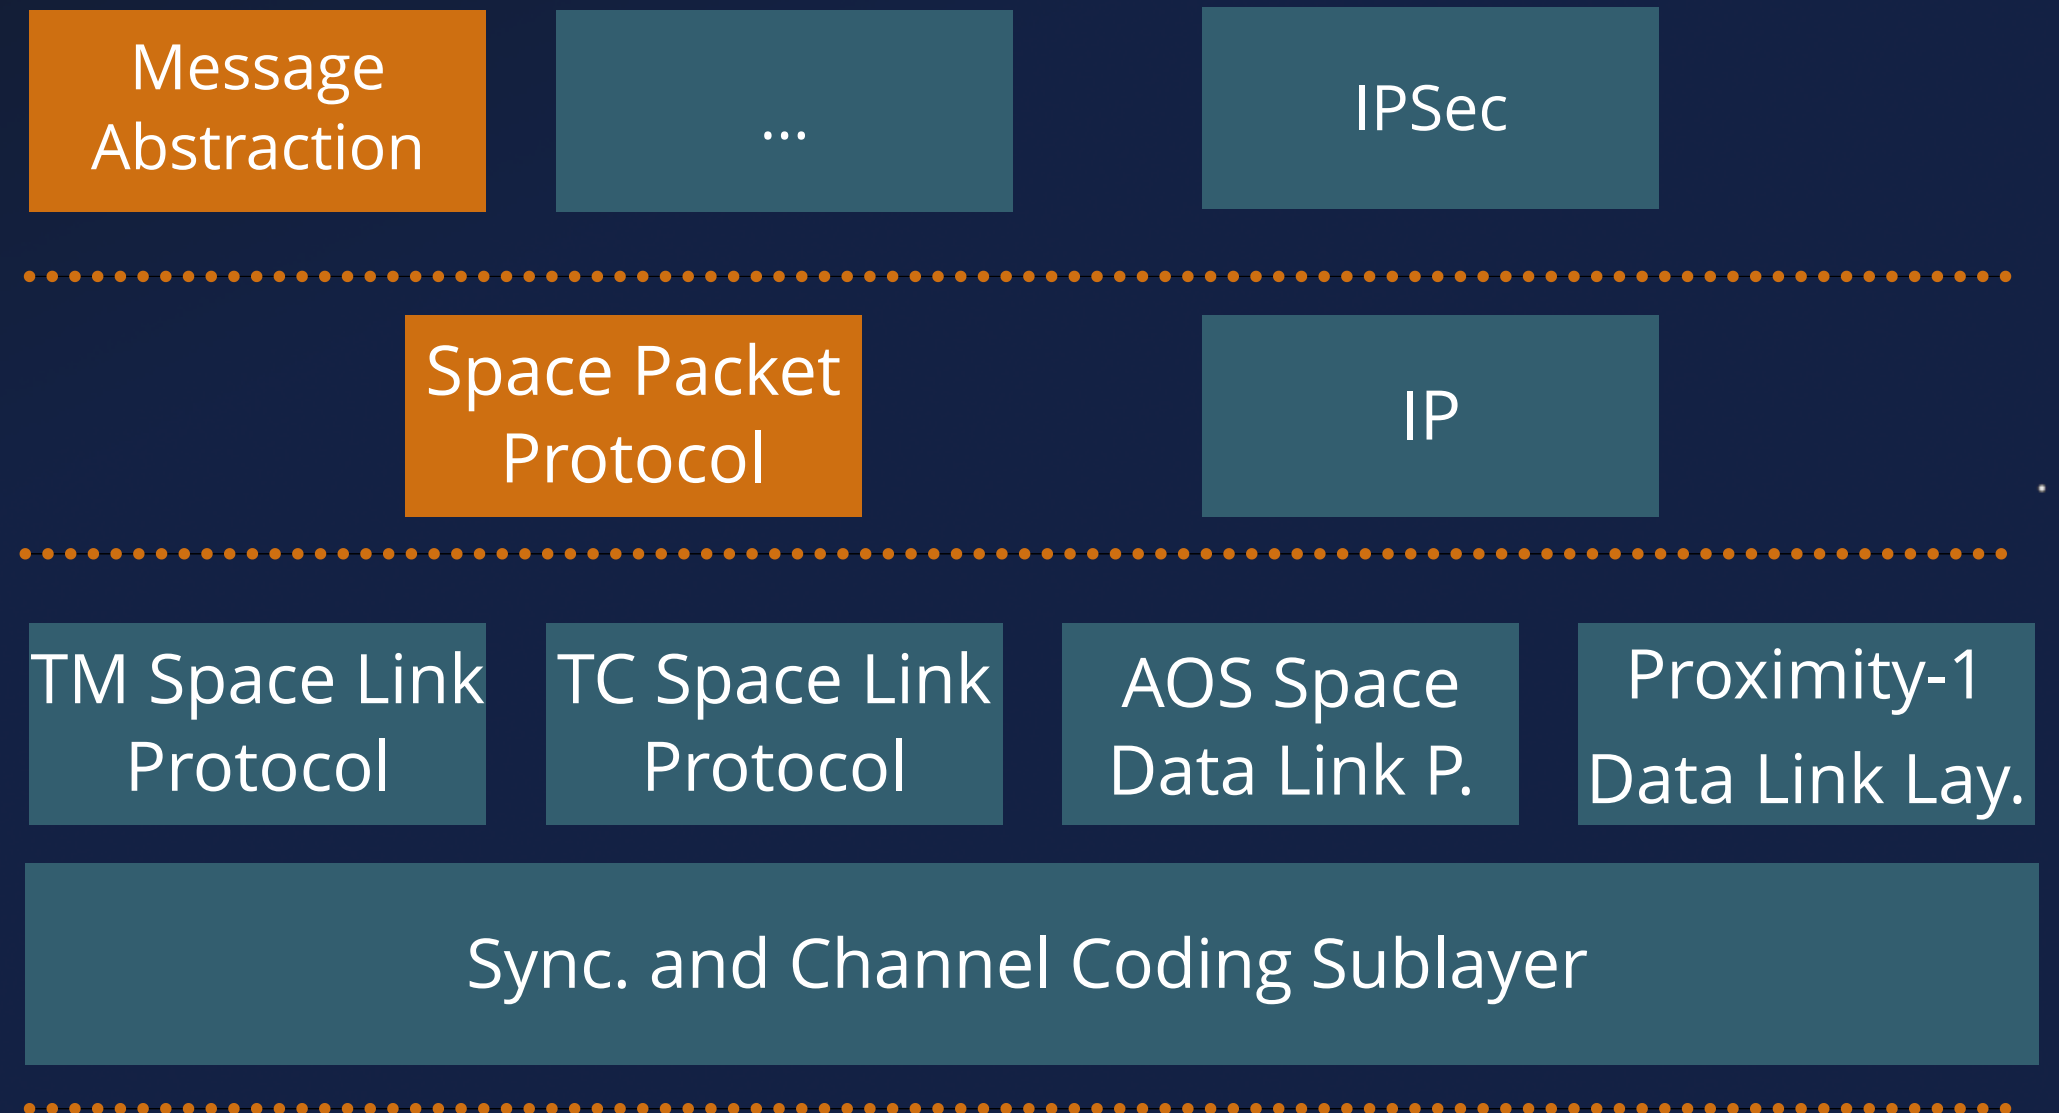 Message
Abstraction
...
IPSec
Space Packet
Protocol
IP
TM Space Link
Protocol
TC Space Link
Protocol
AOS Space
Data Link P.
Proximity-1
Data Link Lay.
Sync. and Channel Coding Sublayer